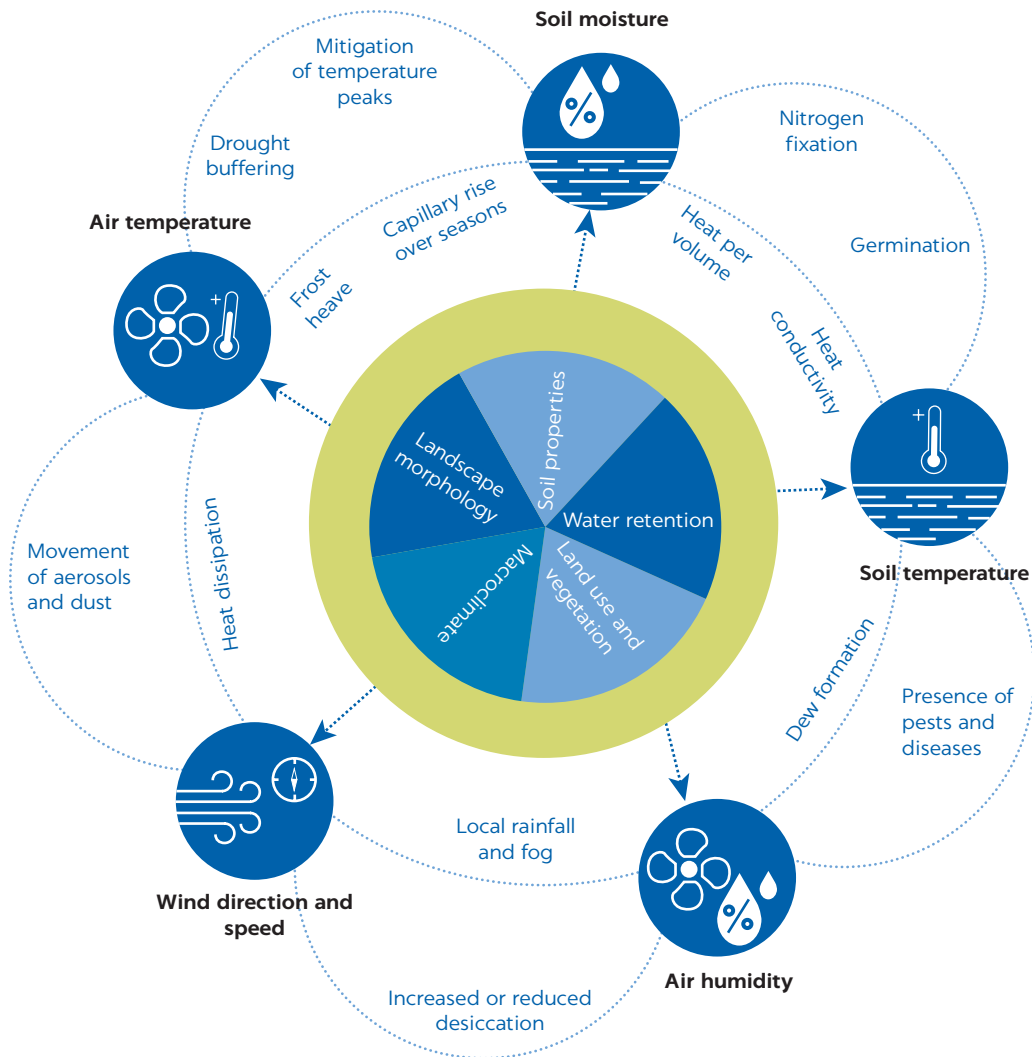 Soil moisture
Mitigation
of temperature
peaks
Nitrogen
fixation
Drought
buffering
Air temperature
Capillary rise
over seasons
Heat per
volume
Germination
Frost
heave
Heat
conductivity
+
+
Soil properties
Landscape
morphology
Water retention
Macroclimate
Land use and
vegetation
Movement
of aerosols
and dust
Heat dissipation
Soil temperature
Dew formation
Presence of
pests and
diseases
Local rainfall
and fog
Wind direction and
speed
Air humidity
Increased or reduced
desiccation